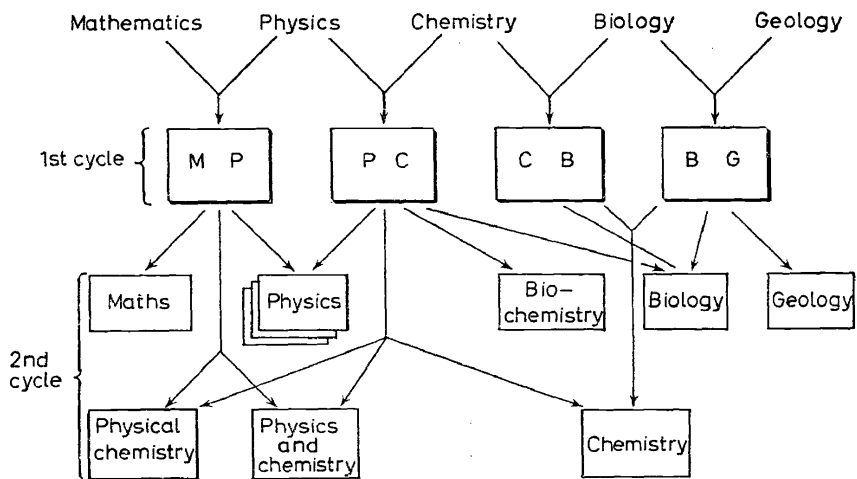 Mathematics Physics Chemistry Biology Geology
1st cycle
M P
P C
C B
B G
Maths
Physics
Bio-
chemistry
Biology
Geology
2nd
cycle
Physical
chemistry
Physics
and
chemistry
Chemistry